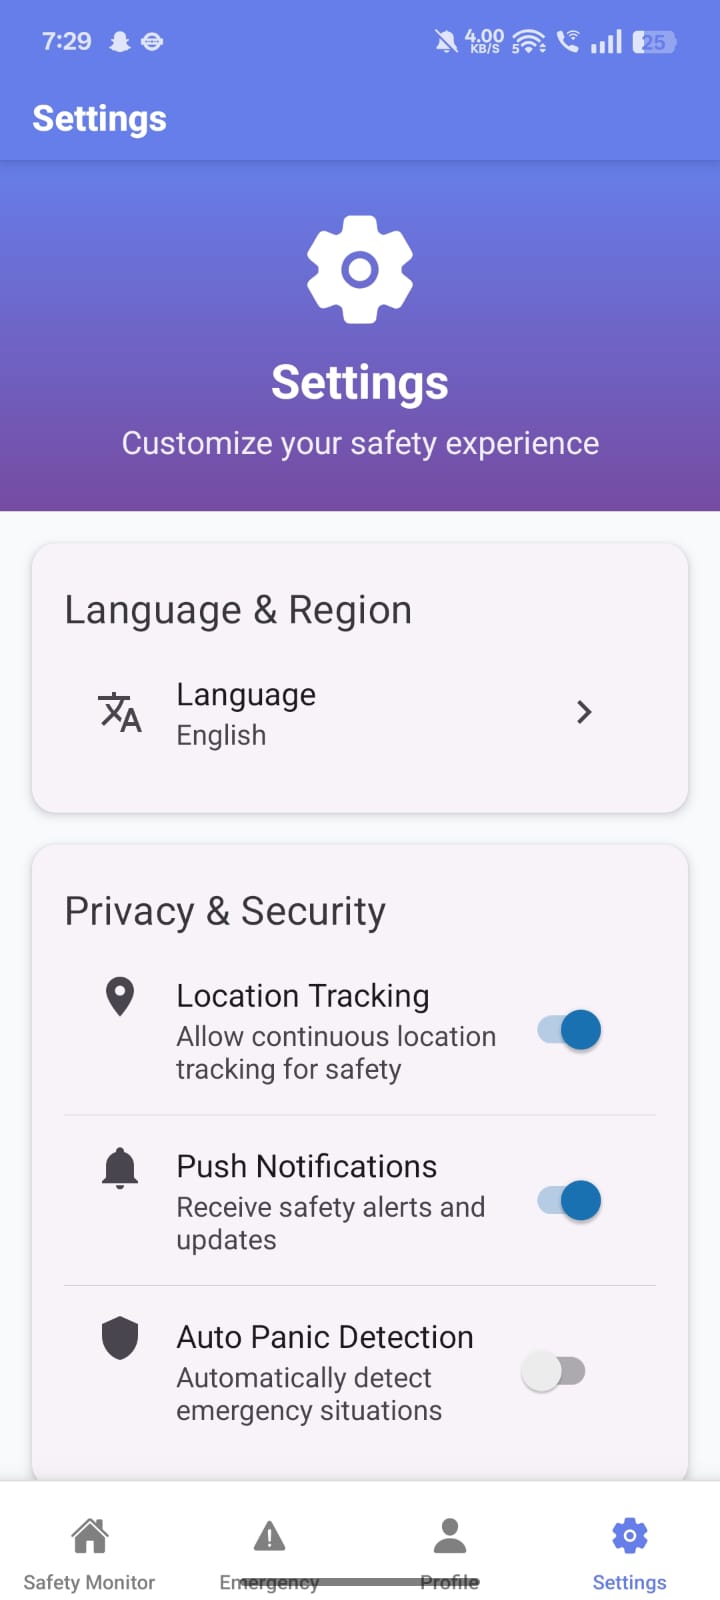 7:29
4.00
KB/S
5
25
Settings
Settings
Customize your safety experience
Language & Region
Language
English
Privacy & Security
Location Tracking
Allow continuous location
tracking for safety
Push Notifications
Receive safety alerts and
updates
Auto Panic Detection
Automatically detect
emergency situations
Safety Monitor
Emergency
Profile
Settings